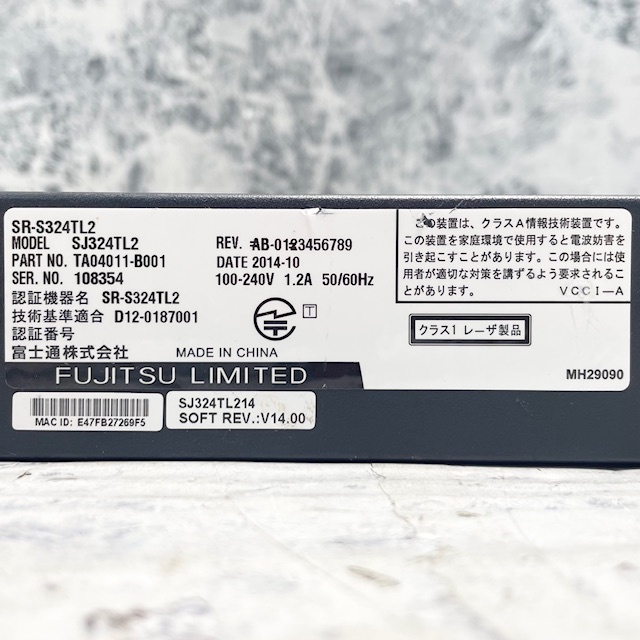 SR-S324TL2
MODEL SJ324TL2
PART NO. TA04011-B001
SER. NO. 108354
REV. AB-0123456789
DATE 2014-10
100-240V 1.2A 50/60Hz
認証機器名 SR-S324TL2
技術基準適合 D12-0187001
認証番号
富士通株式会社
MADE IN CHINA
T
FUJITSU LIMITED
この装置は、クラスA情報技術装置です。
この装置を家庭環境で使用すると電波妨害を
引き起こすことがあります。この場合には使
用者が適切な対策を講ずるよう要求されるこ
とがあります。 VCCI-A
クラス1 レーザ製品
MH29090
MAC ID: E47FB27269F5
SJ324TL214
SOFT REV.:V14.00